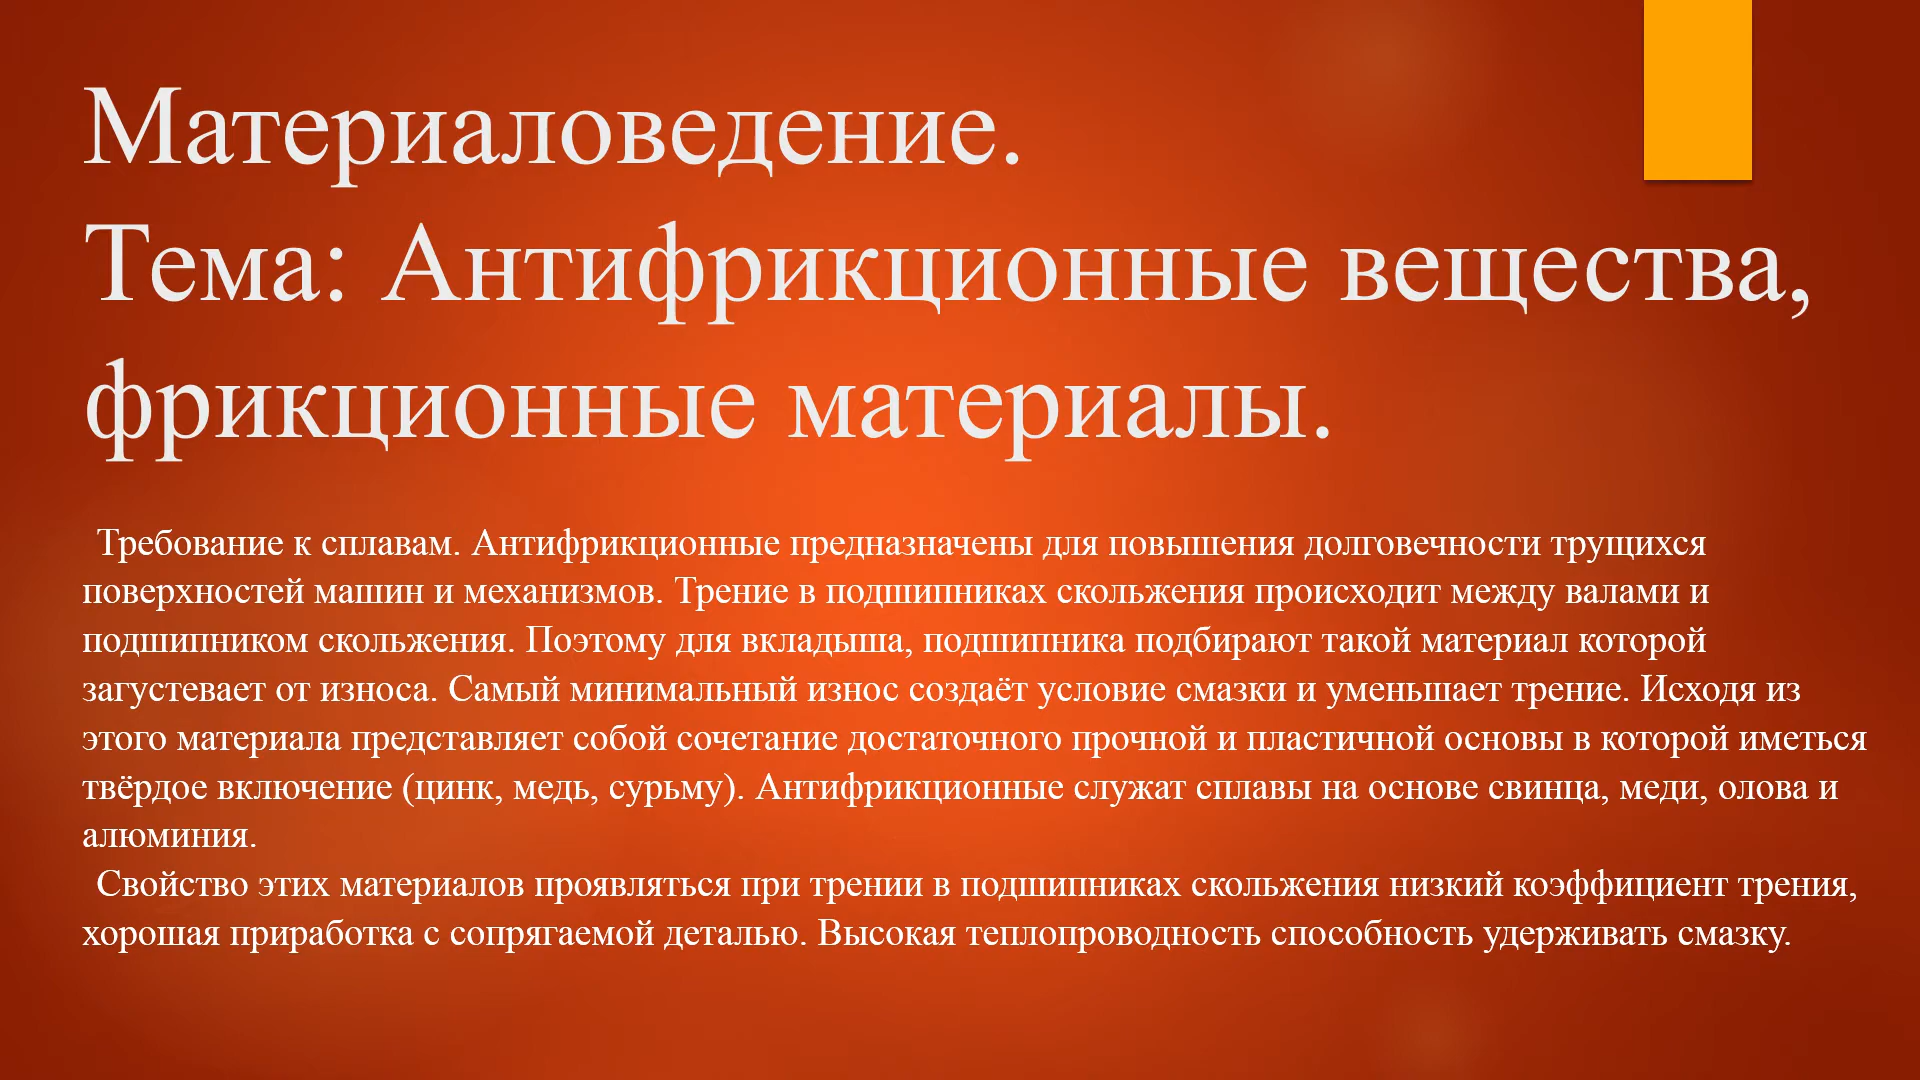 Материаловедение.
Тема: Антифрикционные вещества,
фрикционные материалы.
Требование к сплавам. Антифрикционные предназначены для повышения долговечности трущихся
поверхностей машин и механизмов. Трение в подшипниках скольжения происходит между валами и
подшипником скольжения. Поэтому для вкладыша, подшипника подбирают такой материал которой
загустевает от износа. Самый минимальный износ создаёт условие смазки и уменьшает трение. Исходя из
этого материала представляет собой сочетание достаточного прочной и пластичной основы в которой иметься
твёрдое включение (цинк, медь, сурьму). Антифрикционные служат сплавы на основе свинца, меди, олова и
алюминия.
Свойство этих материалов проявляться при трении в подшипниках скольжения низкий коэффициент трения,
хорошая приработка с сопрягаемой деталью. Высокая теплопроводность способность удерживать смазку.